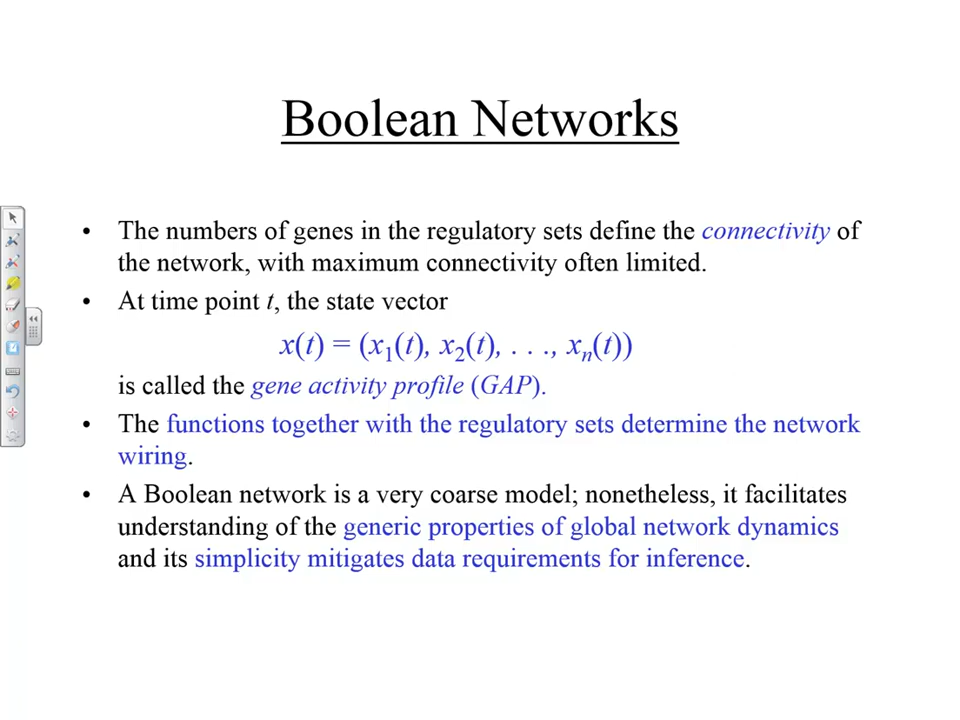 Boolean Networks
• The numbers of genes in the regulatory sets define the connectivity of
the network, with maximum connectivity often limited.
• At time point t, the state vector
x(t) = (x₁(t), x₂(t), . . ., xₙ(t))
is called the gene activity profile (GAP).
• The functions together with the regulatory sets determine the network
wiring.
• A Boolean network is a very coarse model; nonetheless, it facilitates
understanding of the generic properties of global network dynamics
and its simplicity mitigates data requirements for inference.